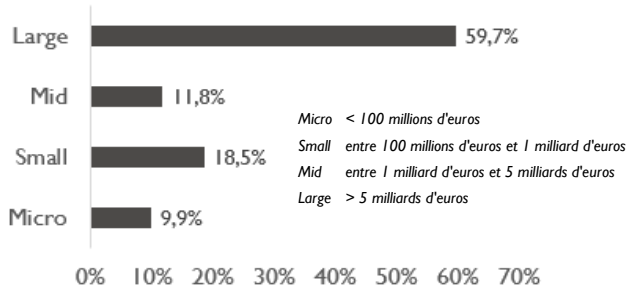 Large 59,7%
Mid 11,8%
Small 18,5%
Micro 9,9%
Micro < 100 millions d'euros
Small entre 100 millions d'euros et 1 milliard d'euros
Mid entre 1 milliard d'euros et 5 milliards d'euros
Large > 5 milliards d'euros
0% 10% 20% 30% 40% 50% 60% 70%